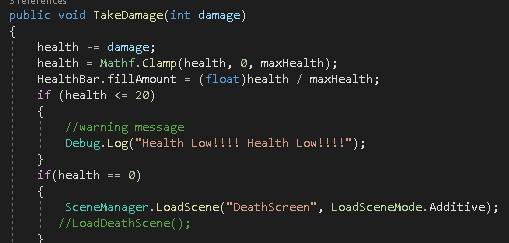 3 references
public void TakeDamage(int damage)
{
health -= damage;
health = Mathf.Clamp(health, 0, maxHealth);
HealthBar.fillAmount = (float)health / maxHealth;
if (health <= 20)
{
//warning message
Debug.Log("Health Low!!!! Health Low!!!!");
}
if(health == 0)
{
SceneManager.LoadScene("DeathScreen", LoadSceneMode.Additive);
//LoadDeathScene();
}